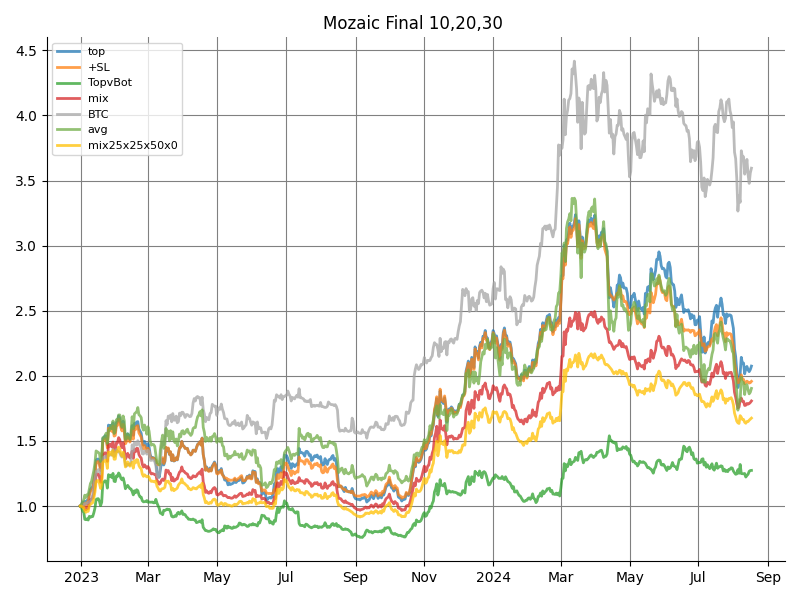 Mozaic Final 10,20,30
top
+SL
TopvBot
mix
BTC
avg
mix25x25x50x0
4.5
4.0
3.5
3.0
2.5
2.0
1.5
1.0
2023 Mar May Jul Sep Nov 2024 Mar May Jul Sep